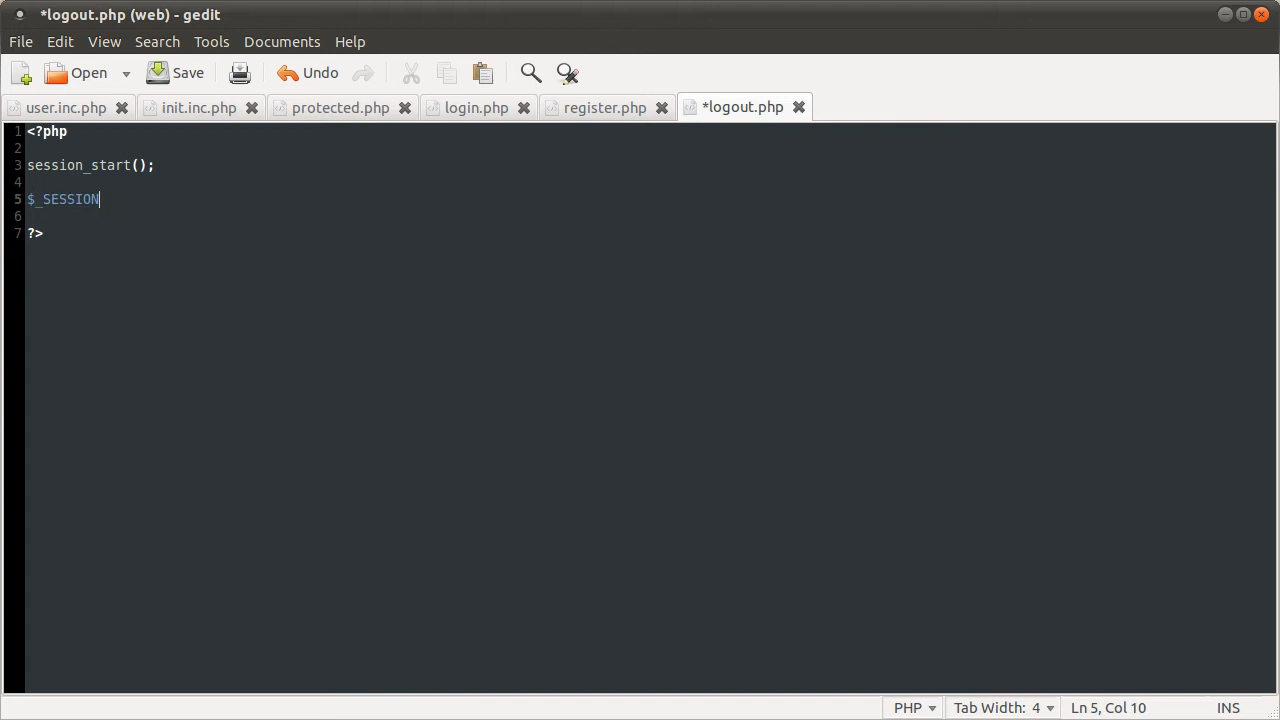 *logout.php (web) - gedit
File Edit View Search Tools Documents Help
Open Save Undo
user.inc.php init.inc.php protected.php login.php register.php *logout.php
1 <?php
2
3 session_start();
4
5 $_SESSION
6
7 ?>
PHP Tab Width: 4 Ln 5, Col 10 INS